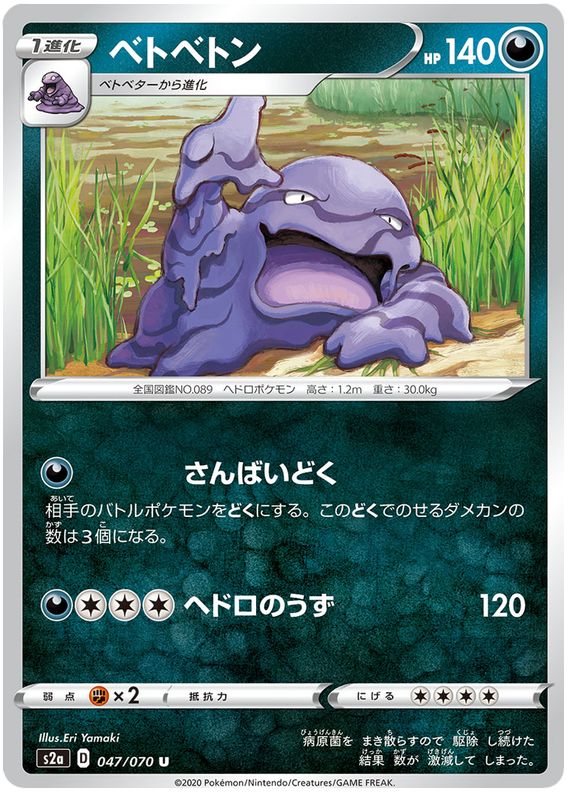 1進化
ベトベトン
HP 140
ベトベターから進化
全国図鑑NO.089 ヘドロポケモン 高さ：1.2m 重さ：30.0kg
さんばいどく
相手のバトルポケモンをどくにする。このどくでのせるダメカンの
数は3個になる。
ヘドロのうず 120
弱点 ×2 抵抗力 にげる
Illus.Eri Yamaki
病原菌を まき散らすので 駆除 し続けた
結果 数が 激減して しまった。
s2a D 047/070 U
©2020 Pokémon/Nintendo/Creatures/GAME FREAK.